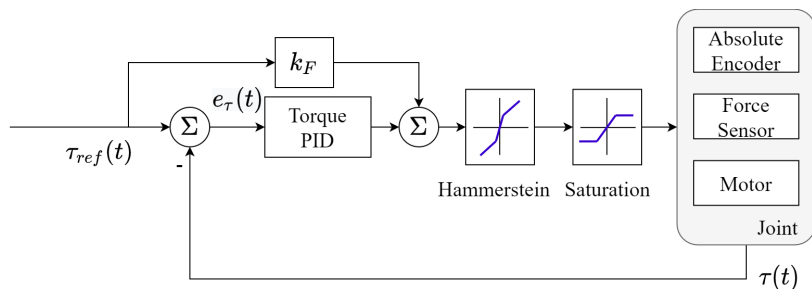 k_F
Absolute
Encoder
e_τ(t)
Torque
PID
Σ
Σ
Force
Sensor
τ_ref(t)
-
Hammerstein
Saturation
Motor
Joint
τ(t)